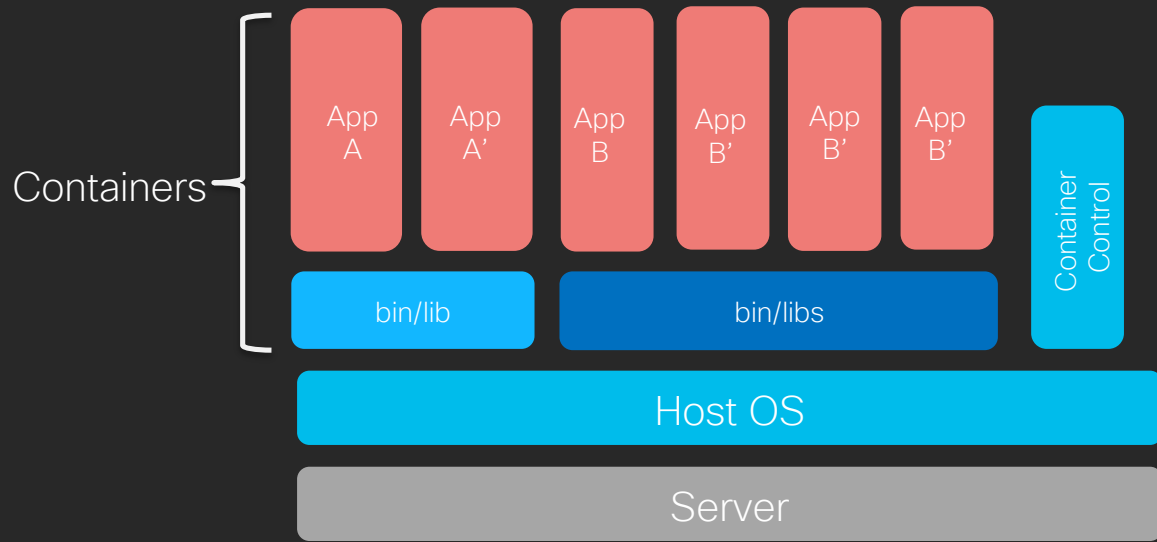 App
A
App
A’
App
B
App
B’
App
B’
App
B’
Containers
Container
Control
bin/lib
bin/libs
Host OS
Server